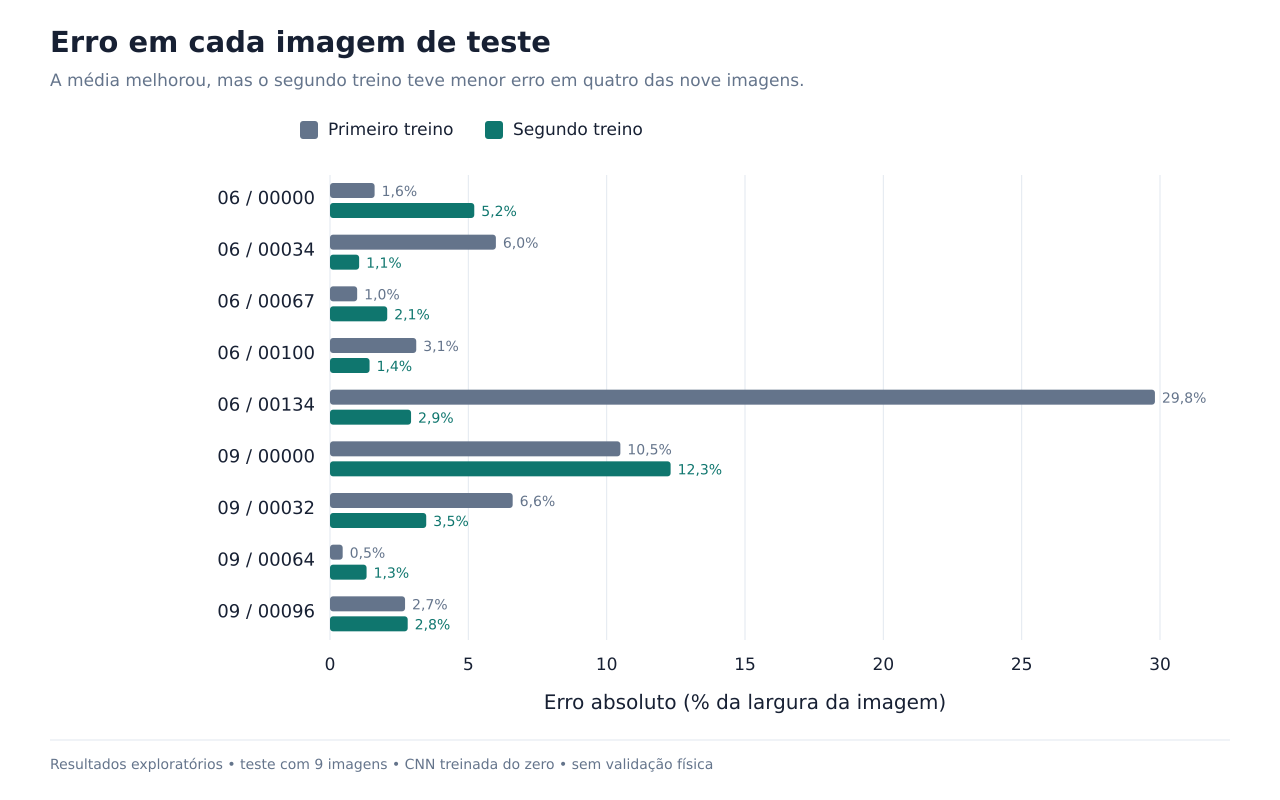 Erro em cada imagem de teste
A média melhorou, mas o segundo treino teve menor erro em quatro das nove imagens.
Primeiro treino
Segundo treino
06 / 00000
1,6%
5,2%
06 / 00034
6,0%
1,1%
06 / 00067
1,0%
2,1%
06 / 00100
3,1%
1,4%
06 / 00134
29,8%
2,9%
09 / 00000
10,5%
12,3%
09 / 00032
6,6%
3,5%
09 / 00064
0,5%
1,3%
09 / 00096
2,7%
2,8%
0 5 10 15 20 25 30
Erro absoluto (% da largura da imagem)
Resultados exploratórios • teste com 9 imagens • CNN treinada do zero • sem validação física